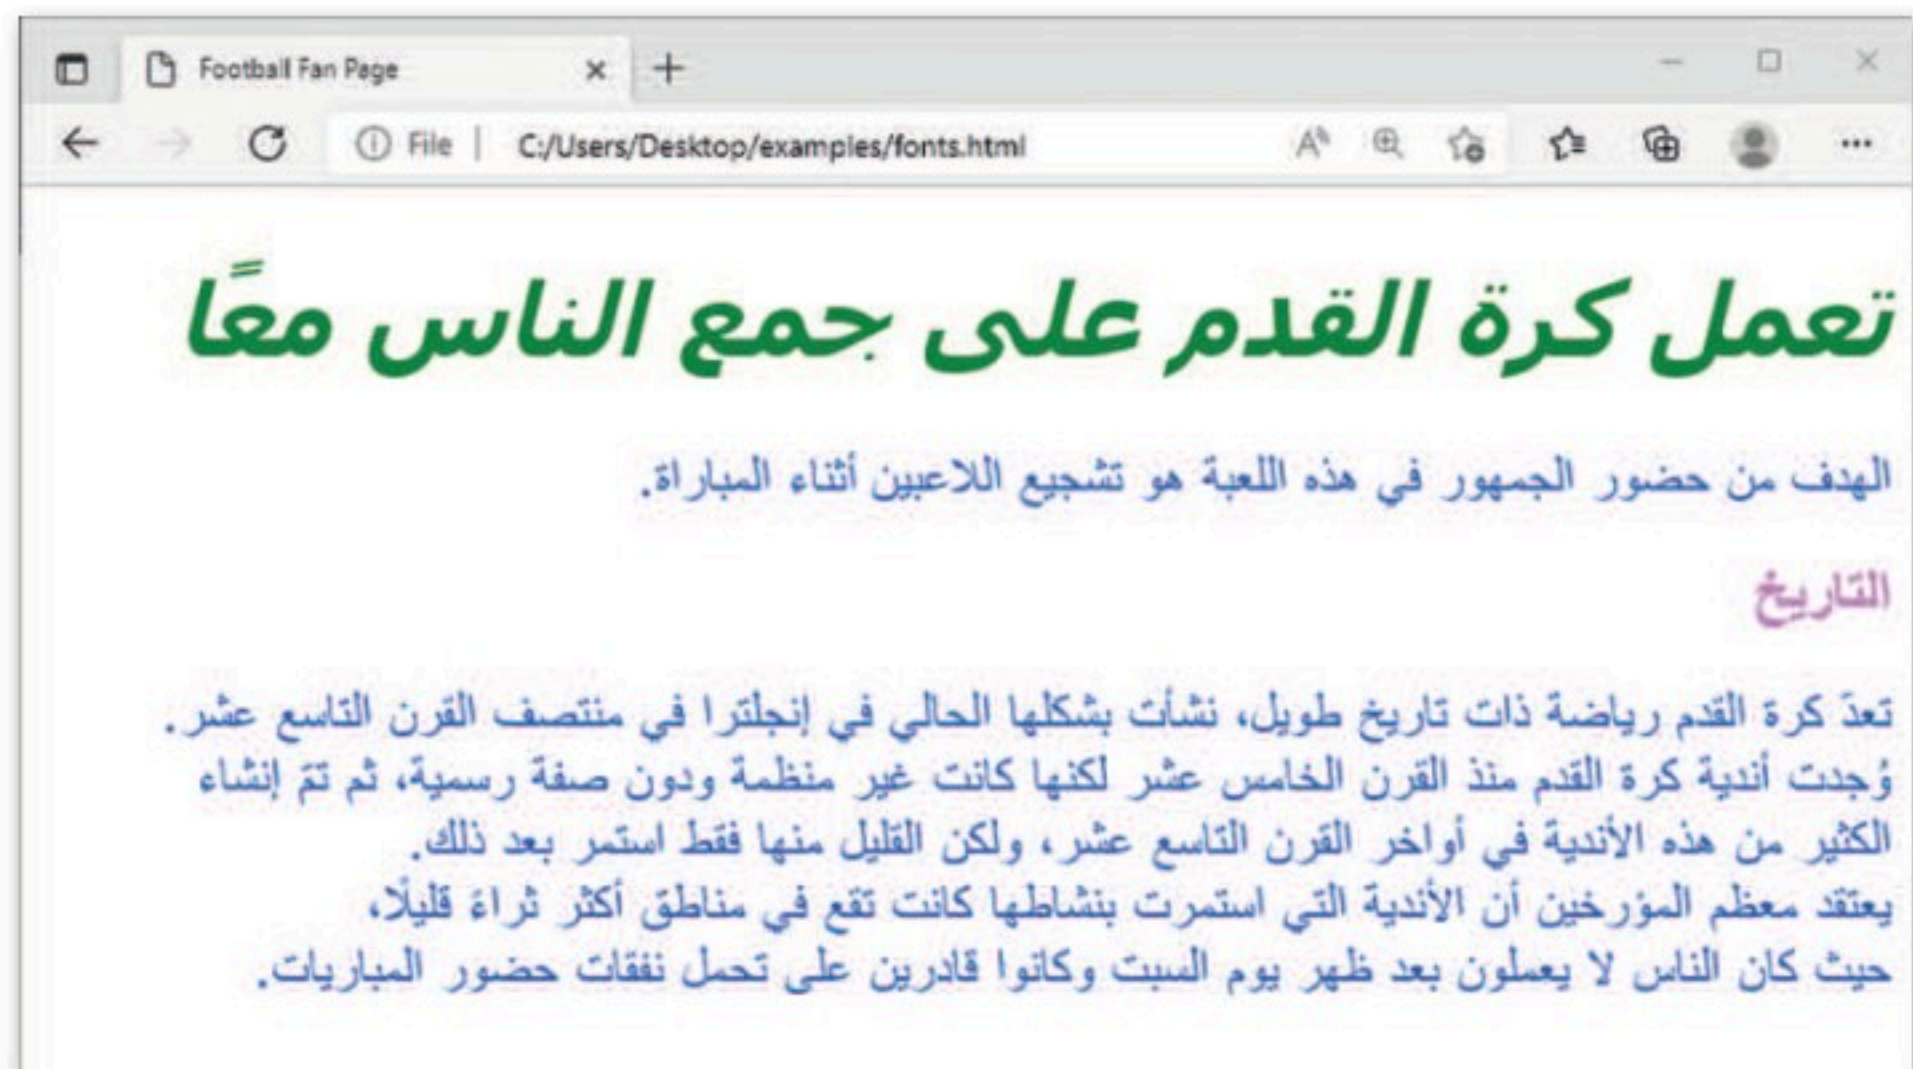 Football Fan Page
File | C:/Users/Desktop/examples/fonts.html
تعمل كرة القدم على جمع الناس معًا
الهدف من حضور الجمهور في هذه اللعبة هو تشجيع اللاعبين أثناء المباراة.
التاريخ
تعدّ كرة القدم رياضة ذات تاريخ طويل، نشأت بشكلها الحالي في إنجلترا في منتصف القرن التاسع عشر.
وُجدت أندية كرة القدم منذ القرن الخامس عشر لكنها كانت غير منظمة ودون صفة رسمية، ثم تمّ إنشاء
الكثير من هذه الأندية في أواخر القرن التاسع عشر، ولكن القليل منها فقط استمر بعد ذلك.
يعتقد معظم المؤرخين أن الأندية التي استمرت بنشاطها كانت تقع في مناطق أكثر ثراءً قليلًا،
حيث كان الناس لا يعملون بعد ظهر يوم السبت وكانوا قادرين على تحمل نفقات حضور المباريات.